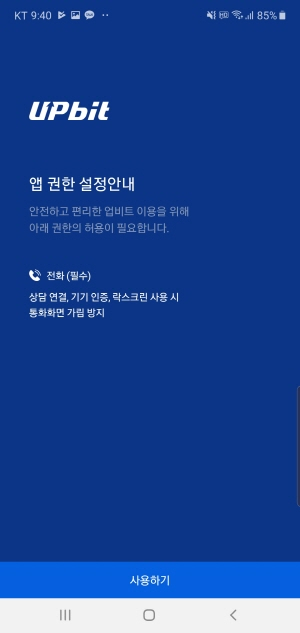 KT 9:40
85%
UPbit
앱 권한 설정안내
안전하고 편리한 업비트 이용을 위해
아래 권한의 허용이 필요합니다.
전화 (필수)
상담 연결, 기기 인증, 락스크린 사용 시
통화화면 가림 방지
사용하기